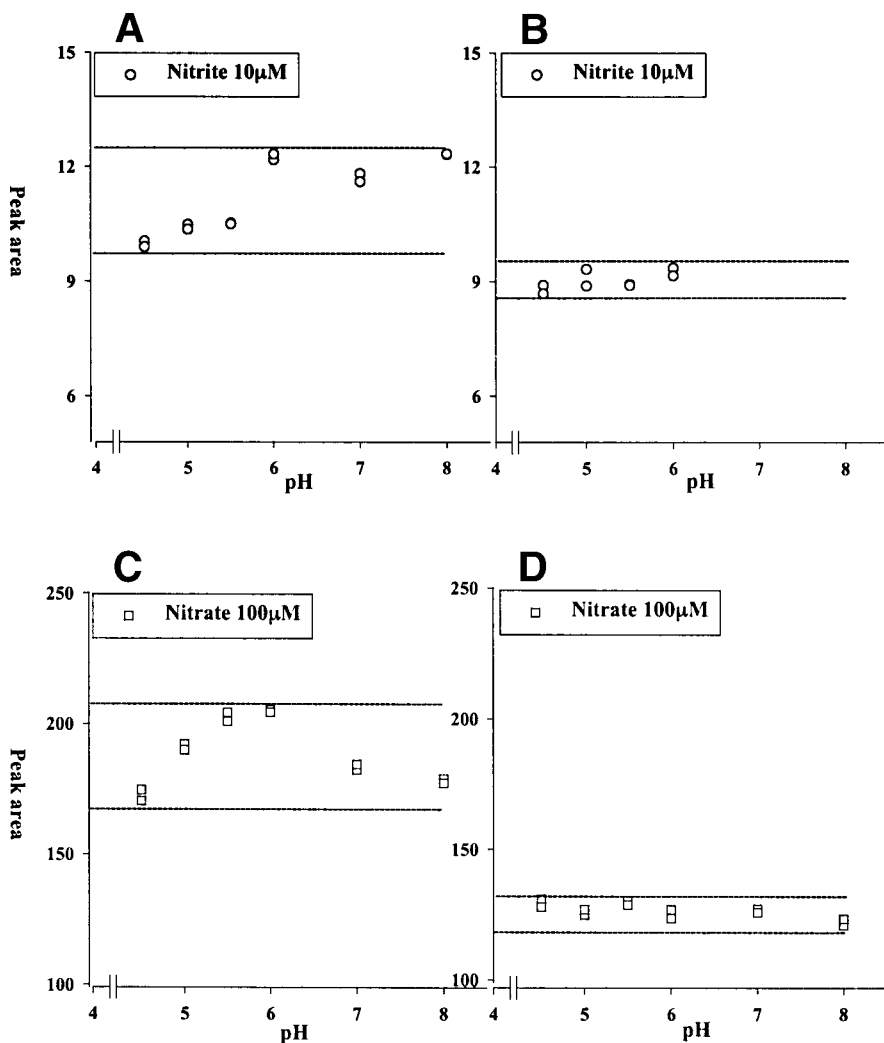 A
15
Nitrite 10µM
12
9
6
Peak area
4 5 6 7 8
pH
B
15
Nitrite 10µM
12
9
6
4 5 6 7 8
pH
C
250
Nitrate 100µM
200
150
100
Peak area
4 5 6 7 8
pH
D
250
Nitrate 100µM
200
150
100
4 5 6 7 8
pH